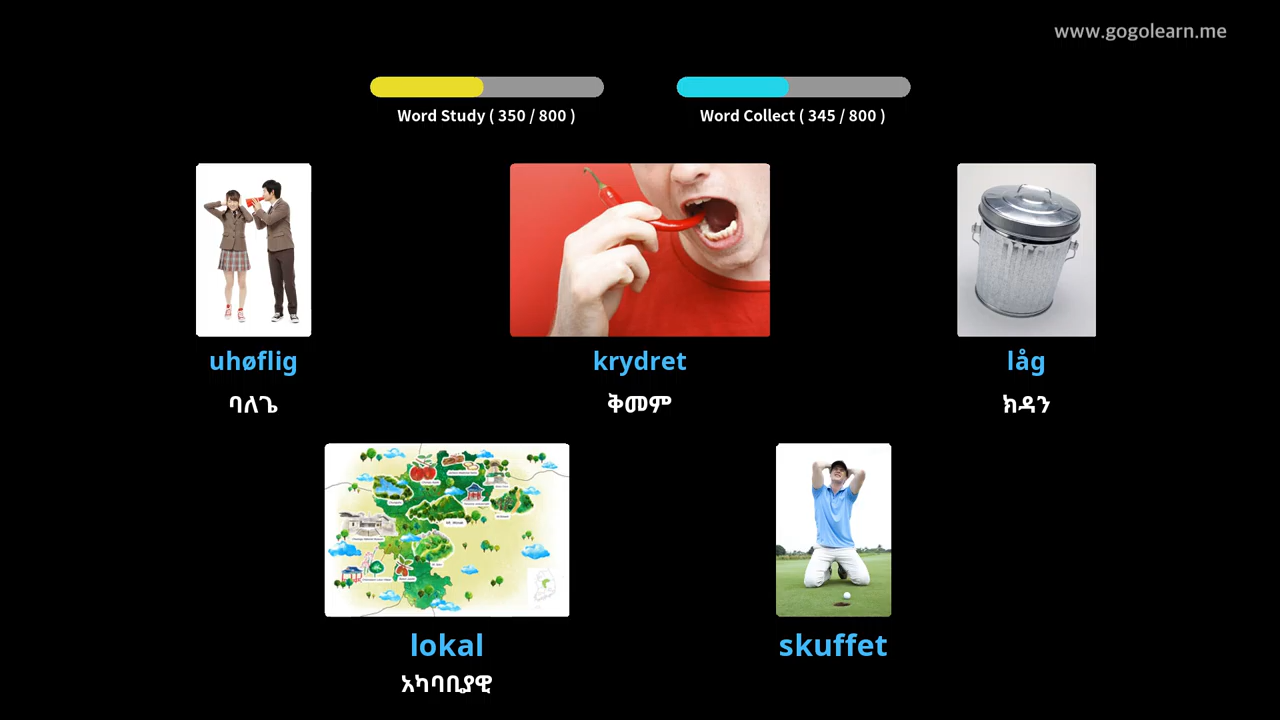 www.gogolearn.me
Word Study ( 350 / 800 )
Word Collect ( 345 / 800 )
uhøflig
ባለጌ
krydret
ቅመም
låg
ክዳን
lokal
አካባቢያዊ
skuffet